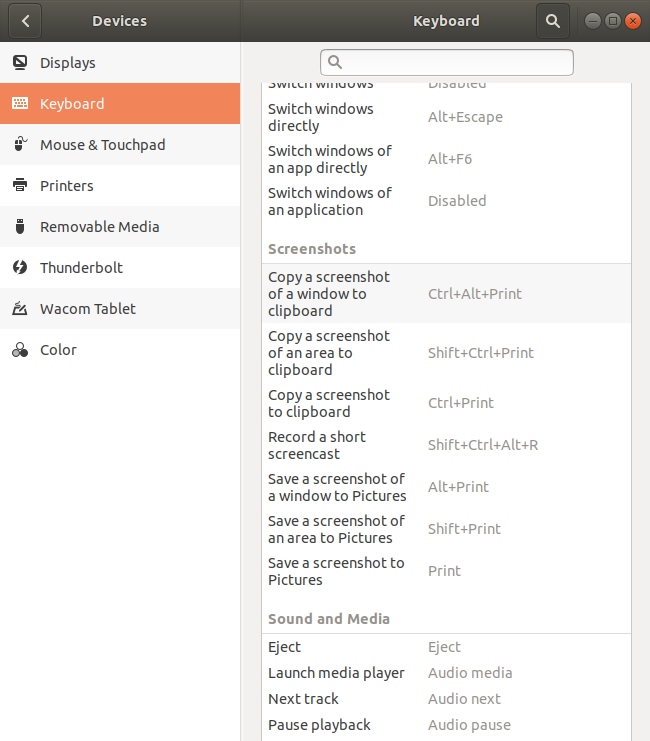 Devices
Keyboard
Displays
Keyboard
Mouse & Touchpad
Printers
Removable Media
Thunderbolt
Wacom Tablet
Color
Switch windows Disabled
Switch windows
directly
Alt+Escape
Switch windows of
an app directly
Alt+F6
Switch windows of
an application
Disabled
Screenshots
Copy a screenshot
of a window to
clipboard
Ctrl+Alt+Print
Copy a screenshot
of an area to
clipboard
Shift+Ctrl+Print
Copy a screenshot
to clipboard
Ctrl+Print
Record a short
screencast
Shift+Ctrl+Alt+R
Save a screenshot of
a window to Pictures
Alt+Print
Save a screenshot of
an area to Pictures
Shift+Print
Save a screenshot to
Pictures
Print
Sound and Media
Eject Eject
Launch media player Audio media
Next track Audio next
Pause playback Audio pause